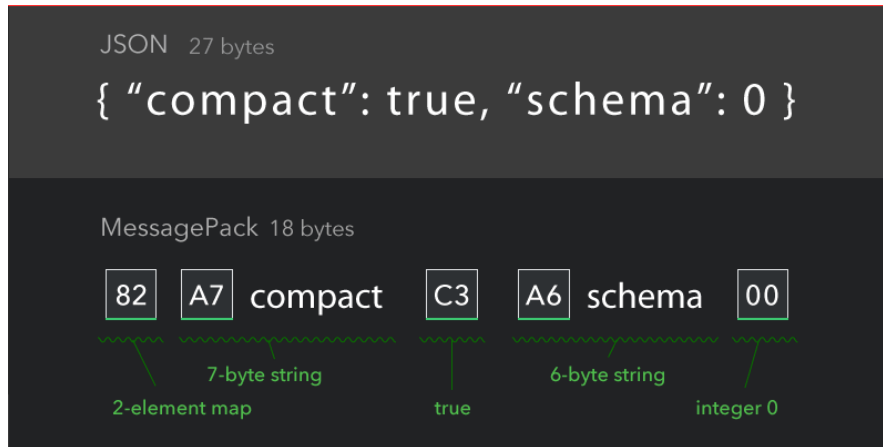 JSON 27 bytes
{ “compact”: true, “schema”: 0 }
MessagePack 18 bytes
82 A7 compact C3 A6 schema 00
7-byte string 6-byte string
2-element map true integer 0